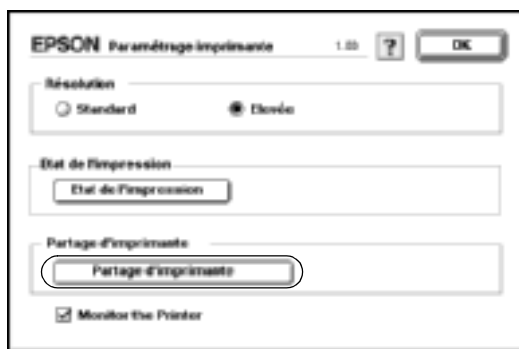 EPSON Paramétrage imprimante 1.00 ? OK
Résolution
Standard Elevée
Etat de l'impression
Etat de l'impression
Partage d'imprimante
Partage d'imprimante
Monitor the Printer